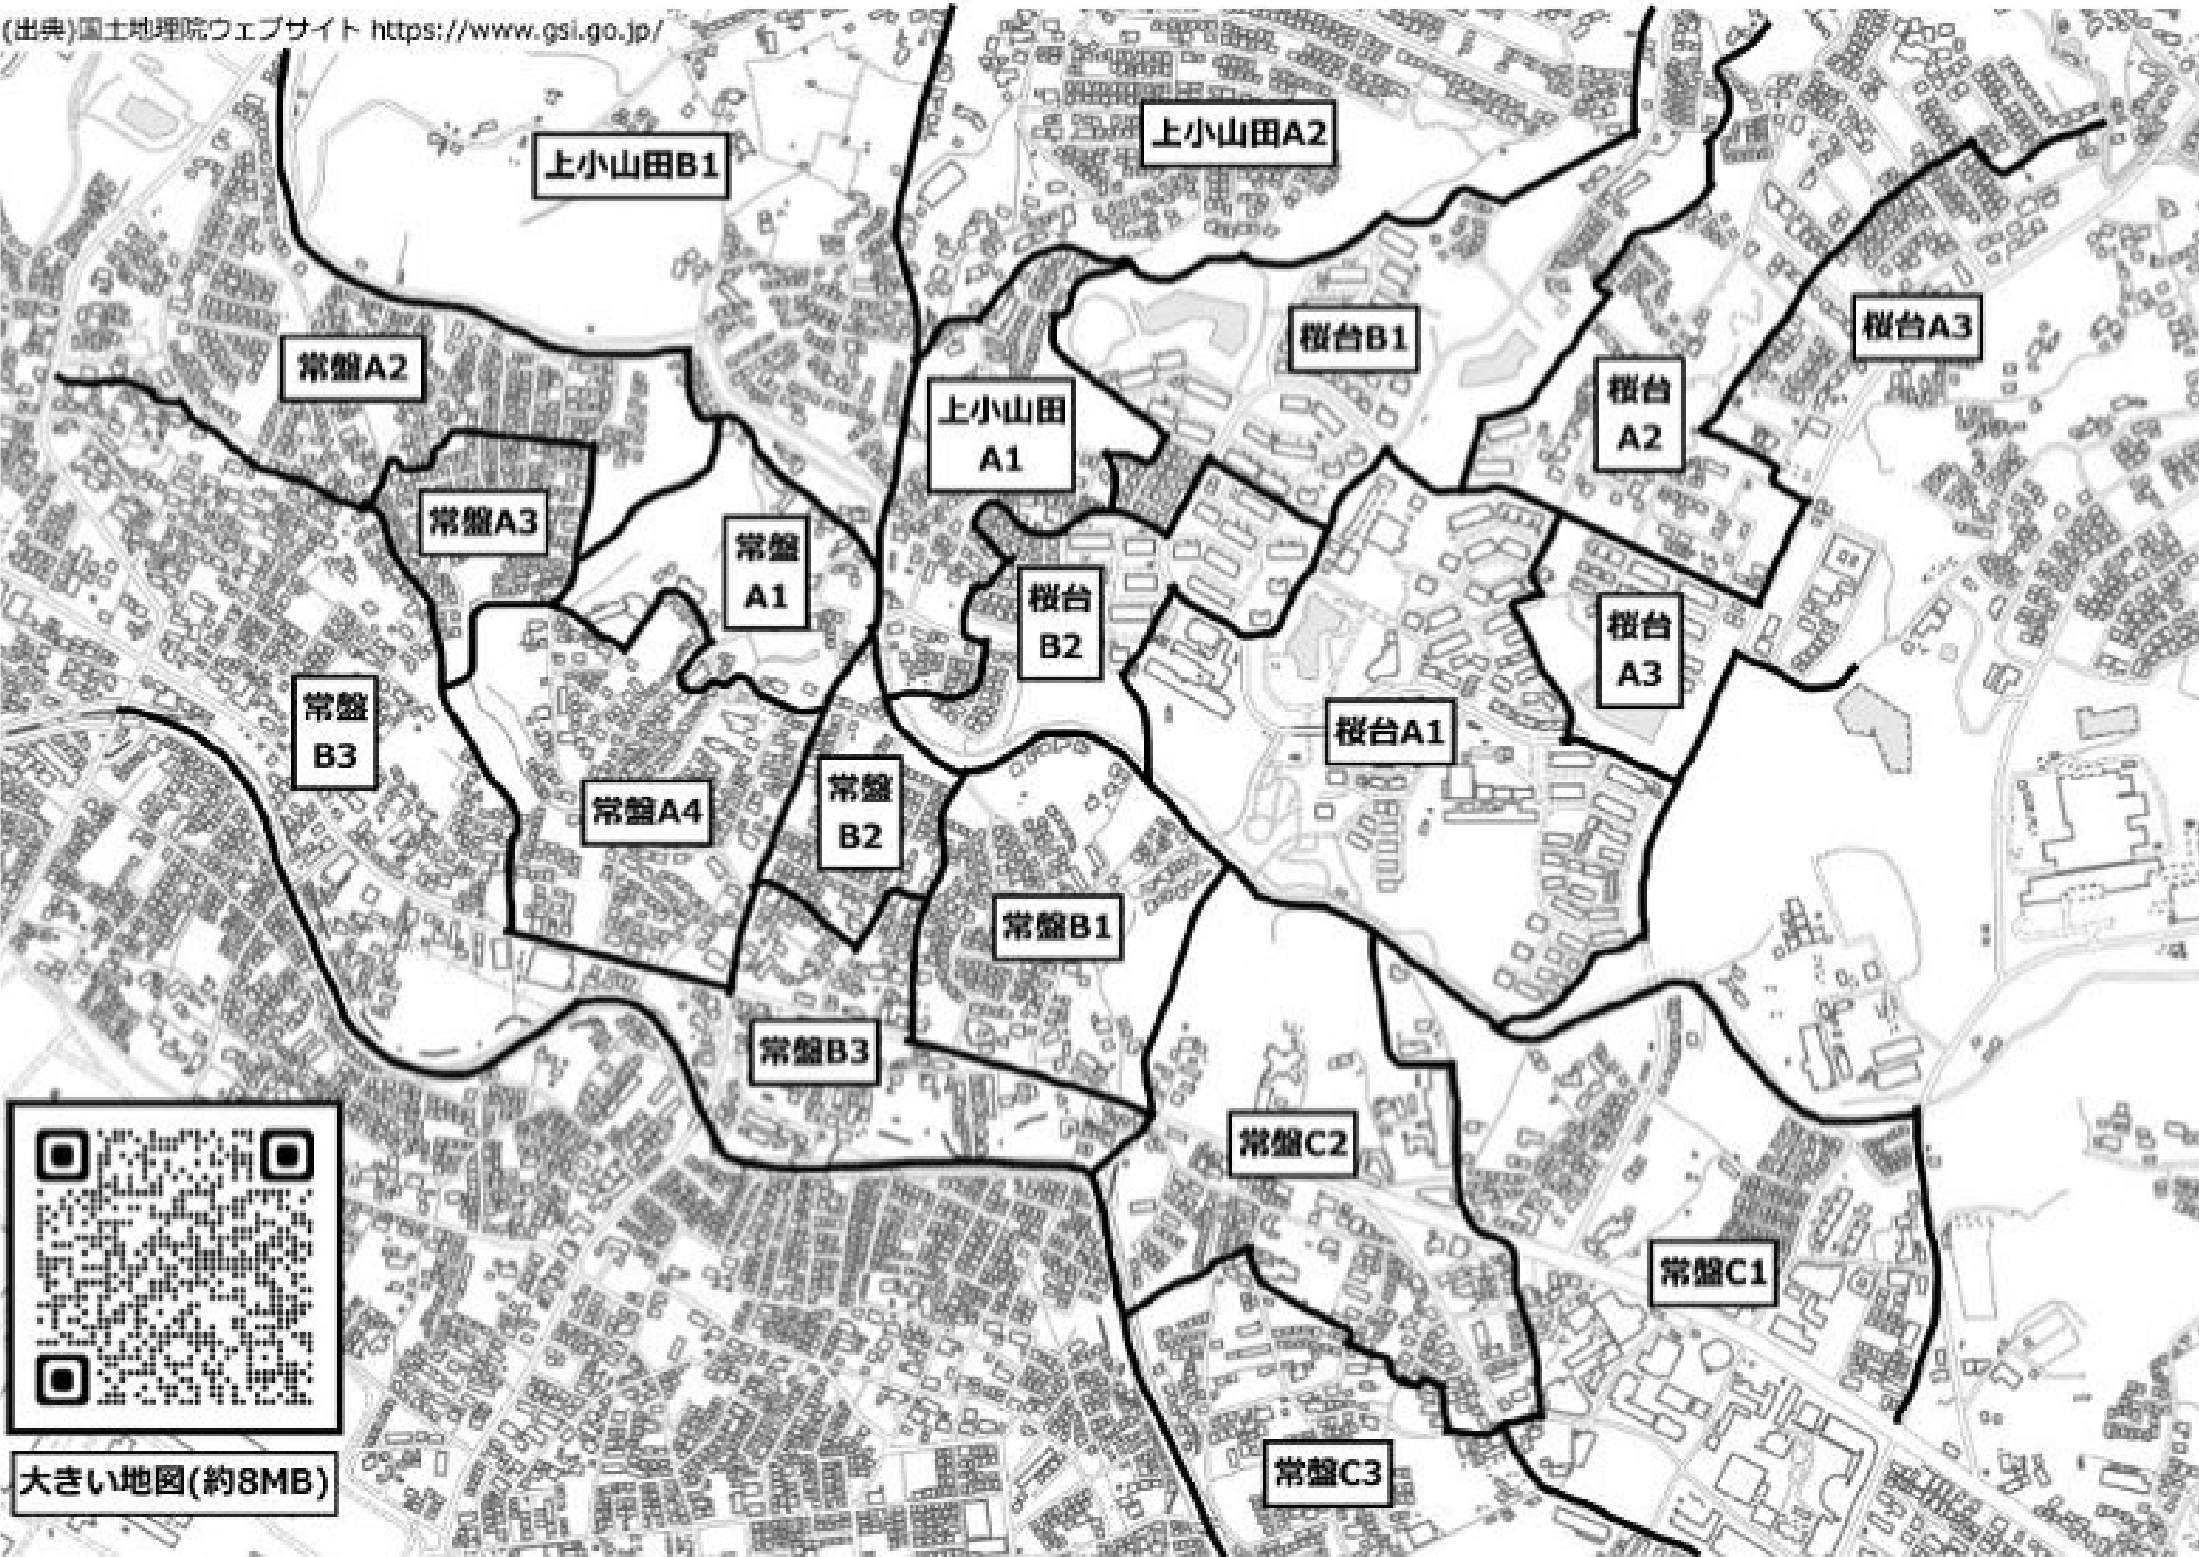 (出典)国土地理院ウェブサイト https://www.gsi.go.jp/
上小山田B1
上小山田A2
桜台B1
桜台A3
常盤A2
上小山田
A1
桜台
A2
常盤A3
常盤
A1
桜台
B2
桜台
A3
常盤
B3
桜台A1
常盤A4
常盤
B2
常盤B1
常盤B3
常盤C2
常盤C1
常盤C3
大きい地図(約8MB)